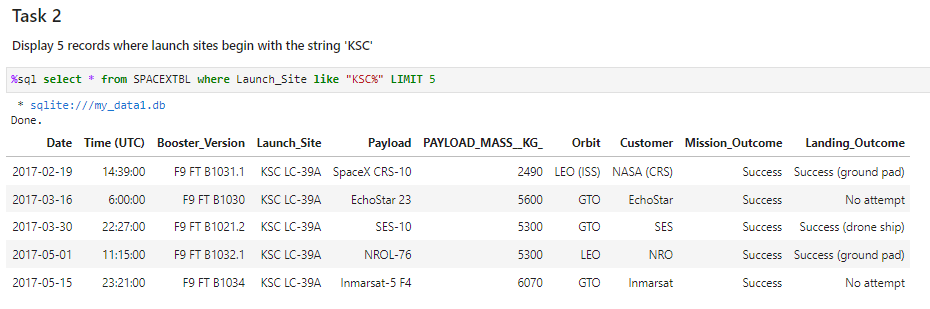 Task 2
Display 5 records where launch sites begin with the string 'KSC'
%sql select * from SPACEXTBL where Launch_Site like "KSC%" LIMIT 5
* sqlite:///my_data1.db
Done.
Date Time (UTC) Booster_Version Launch_Site Payload PAYLOAD_MASS__KG_ Orbit Customer Mission_Outcome Landing_Outcome
2017-02-19 14:39:00 F9 FT B1031.1 KSC LC-39A SpaceX CRS-10 2490 LEO (ISS) NASA (CRS) Success Success (ground pad)
2017-03-16 6:00:00 F9 FT B1030 KSC LC-39A EchoStar 23 5600 GTO EchoStar Success No attempt
2017-03-30 22:27:00 F9 FT B1021.2 KSC LC-39A SES-10 5300 GTO SES Success Success (drone ship)
2017-05-01 11:15:00 F9 FT B1032.1 KSC LC-39A NROL-76 5300 LEO NRO Success Success (ground pad)
2017-05-15 23:21:00 F9 FT B1034 KSC LC-39A Inmarsat-5 F4 6070 GTO Inmarsat Success No attempt